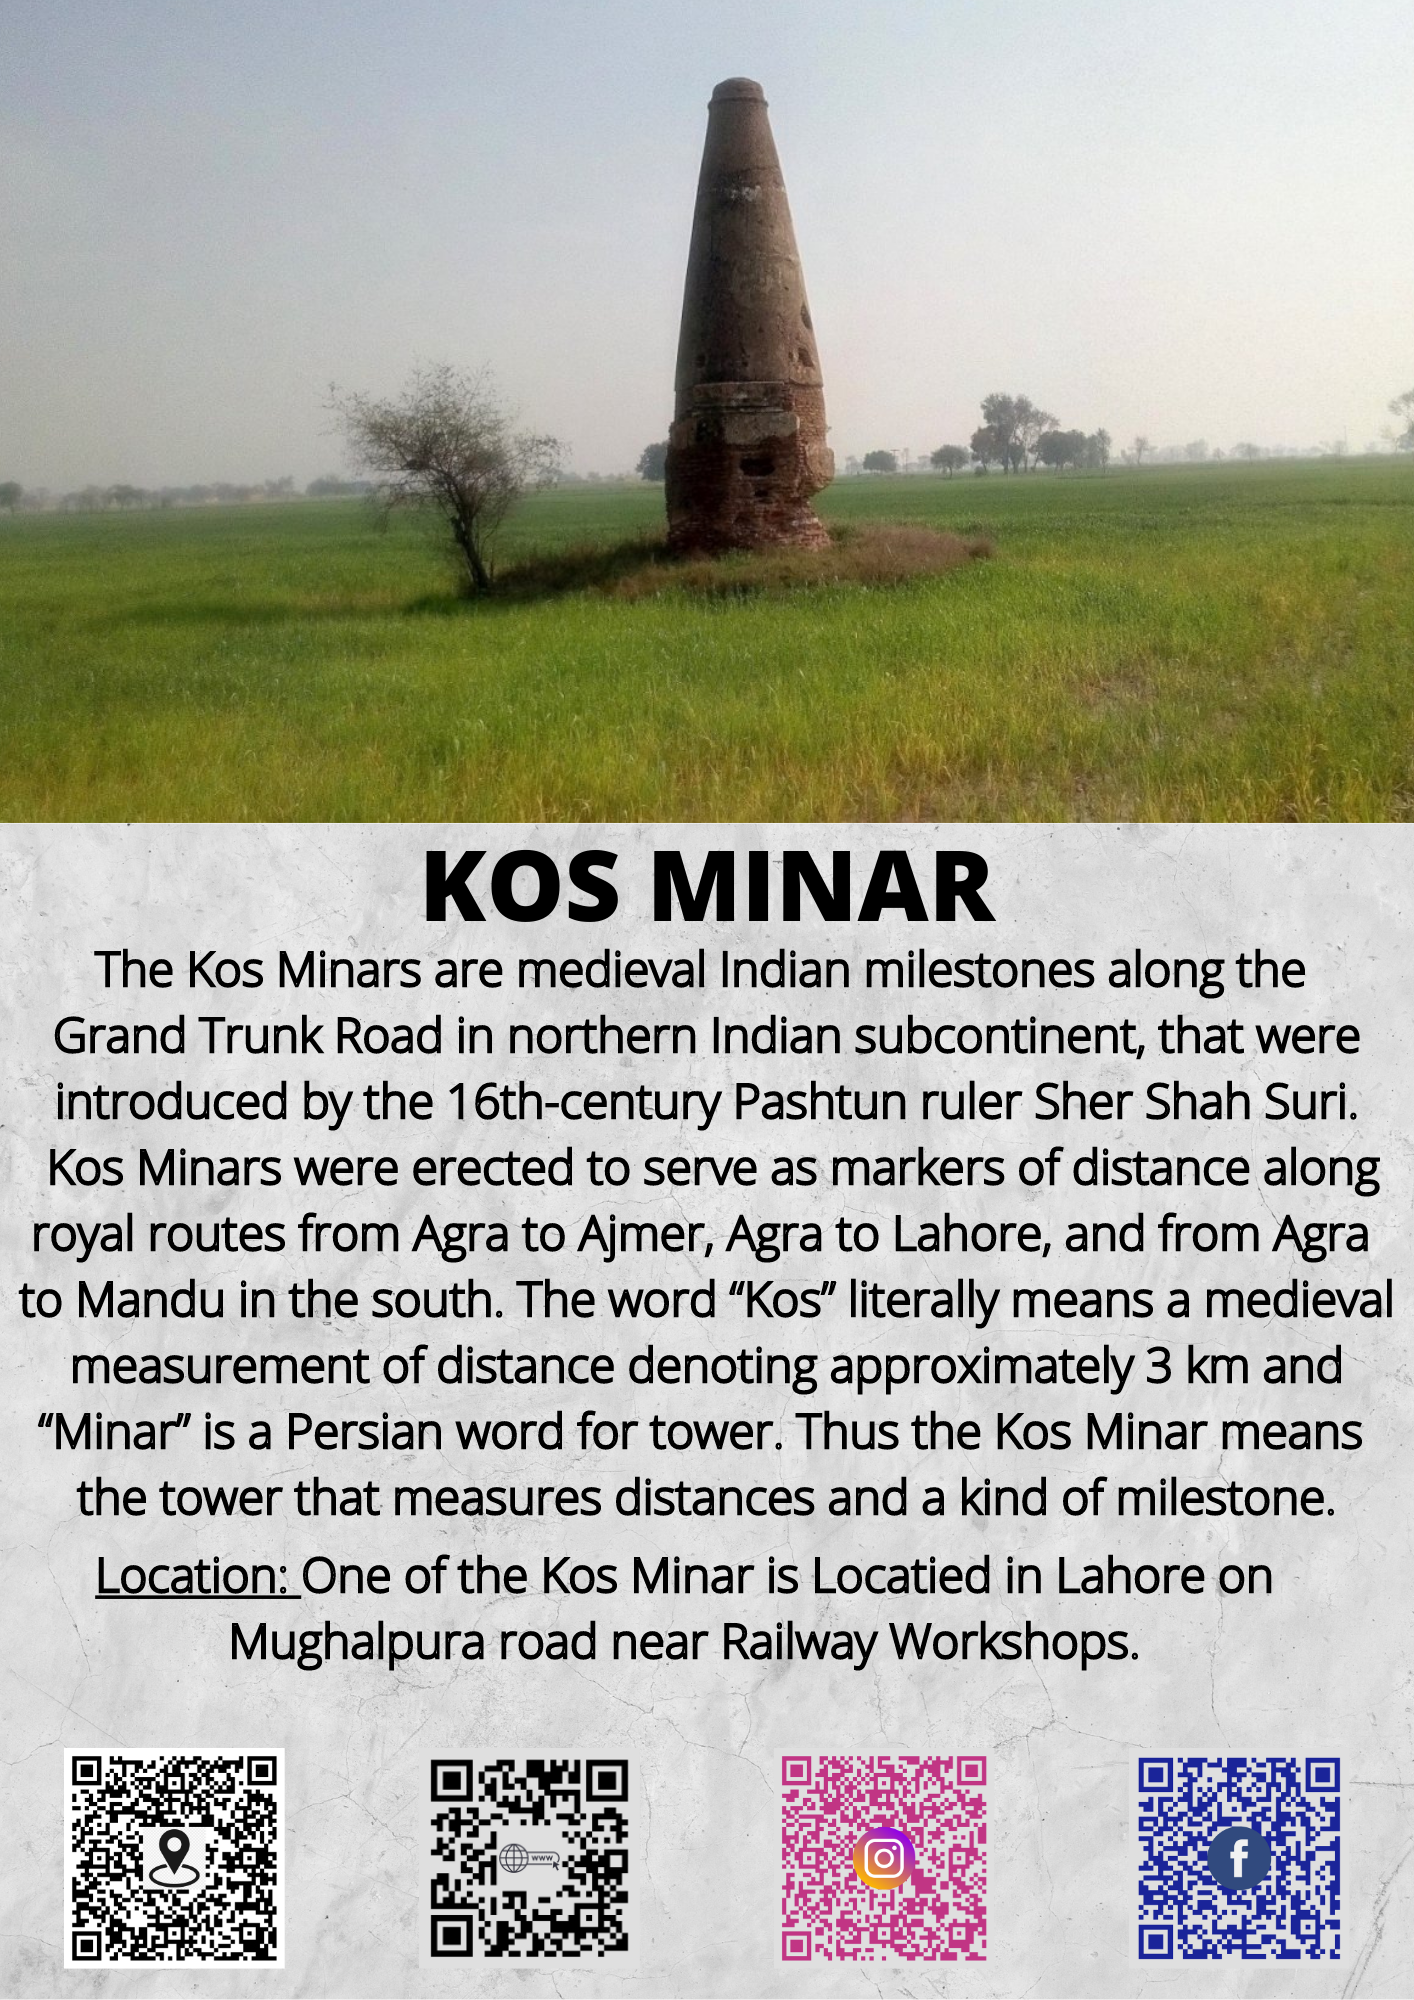 KOS MINAR
The Kos Minars are medieval Indian milestones along the
Grand Trunk Road in northern Indian subcontinent, that were
introduced by the 16th-century Pashtun ruler Sher Shah Suri.
Kos Minars were erected to serve as markers of distance along
royal routes from Agra to Ajmer, Agra to Lahore, and from Agra
to Mandu in the south. The word “Kos” literally means a medieval
measurement of distance denoting approximately 3 km and
“Minar” is a Persian word for tower. Thus the Kos Minar means
the tower that measures distances and a kind of milestone.
Location: One of the Kos Minar is Locatied in Lahore on
Mughalpura road near Railway Workshops.
www